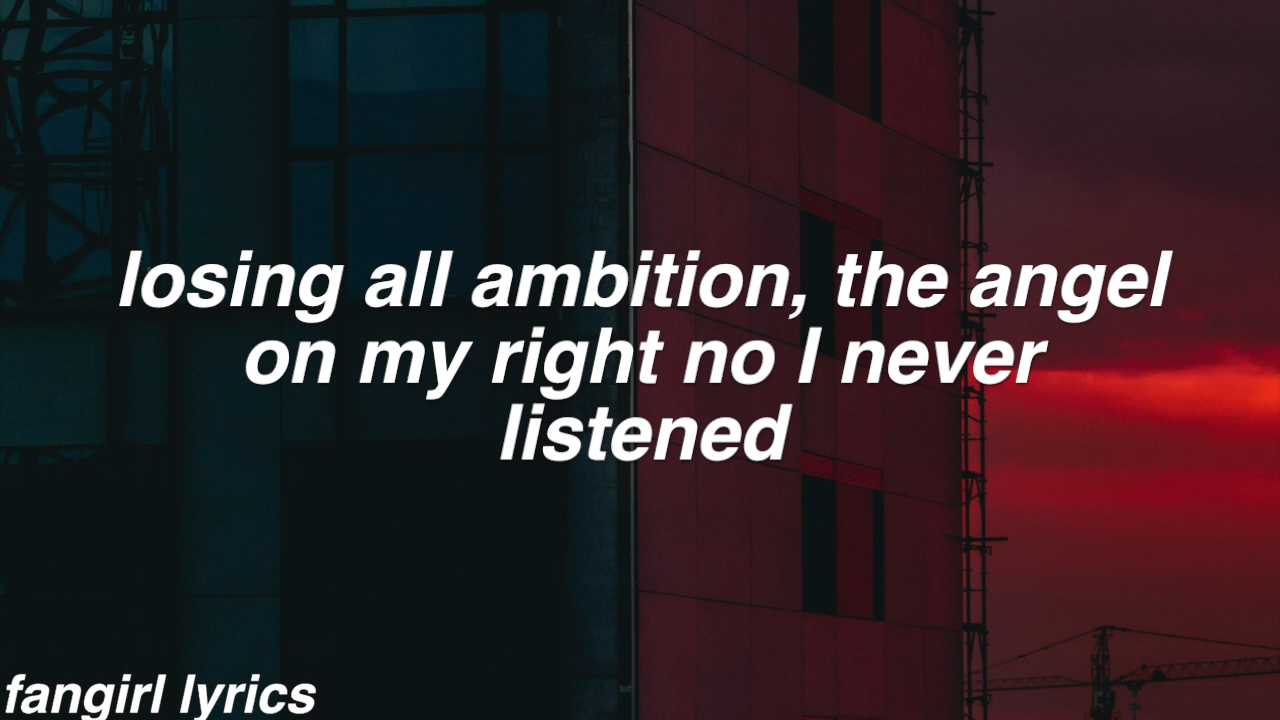 losing all ambition, the angel
on my right no I never
listened
fangirl lyrics